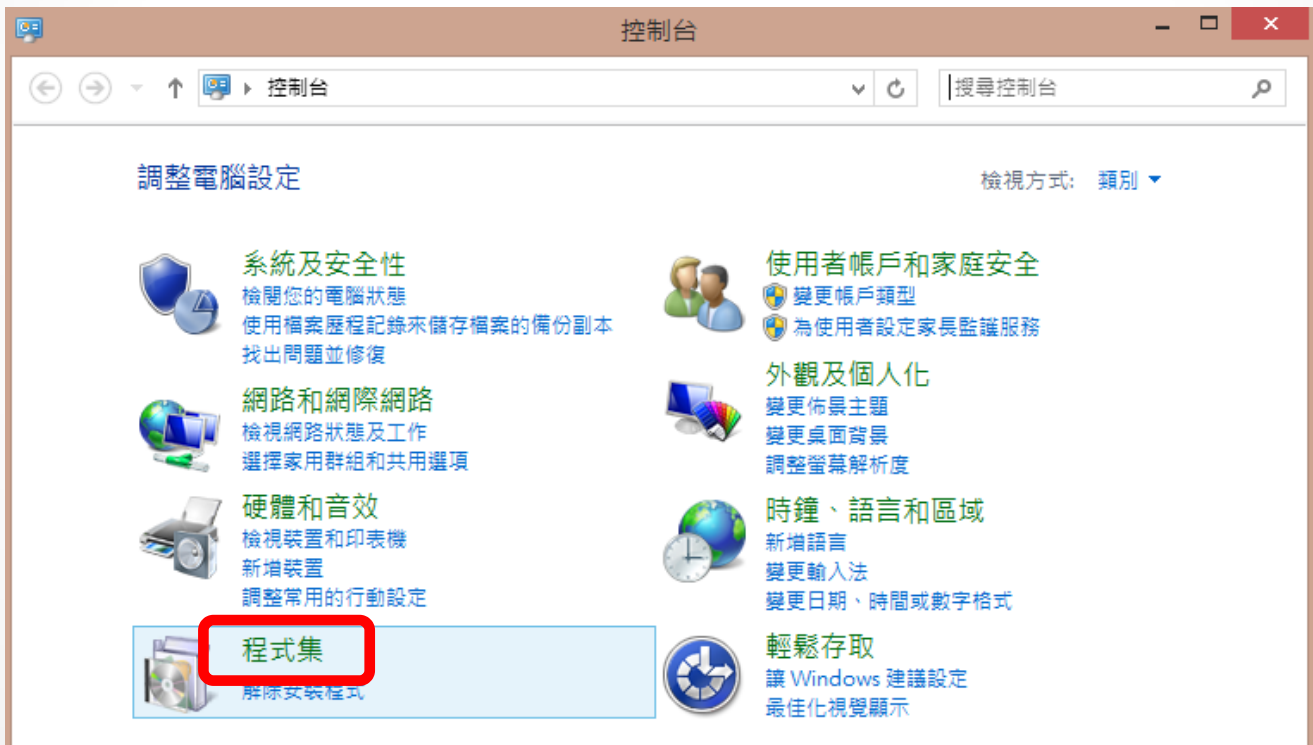 控制台
控制台
搜尋控制台
調整電腦設定
檢視方式: 類別
系統及安全性
檢閱您的電腦狀態
使用檔案歷程記錄來儲存檔案的備份副本
找出問題並修復
網路和網際網路
檢視網路狀態及工作
選擇家用群組和共用選項
硬體和音效
檢視裝置和印表機
新增裝置
調整常用的行動設定
程式集
解除安裝程式
使用者帳戶和家庭安全
變更帳戶類型
為使用者設定家長監護服務
外觀及個人化
變更佈景主題
變更桌面背景
調整螢幕解析度
時鐘、語言和區域
新增語言
變更輸入法
變更日期、時間或數字格式
輕鬆存取
讓 Windows 建議設定
最佳化視覺顯示